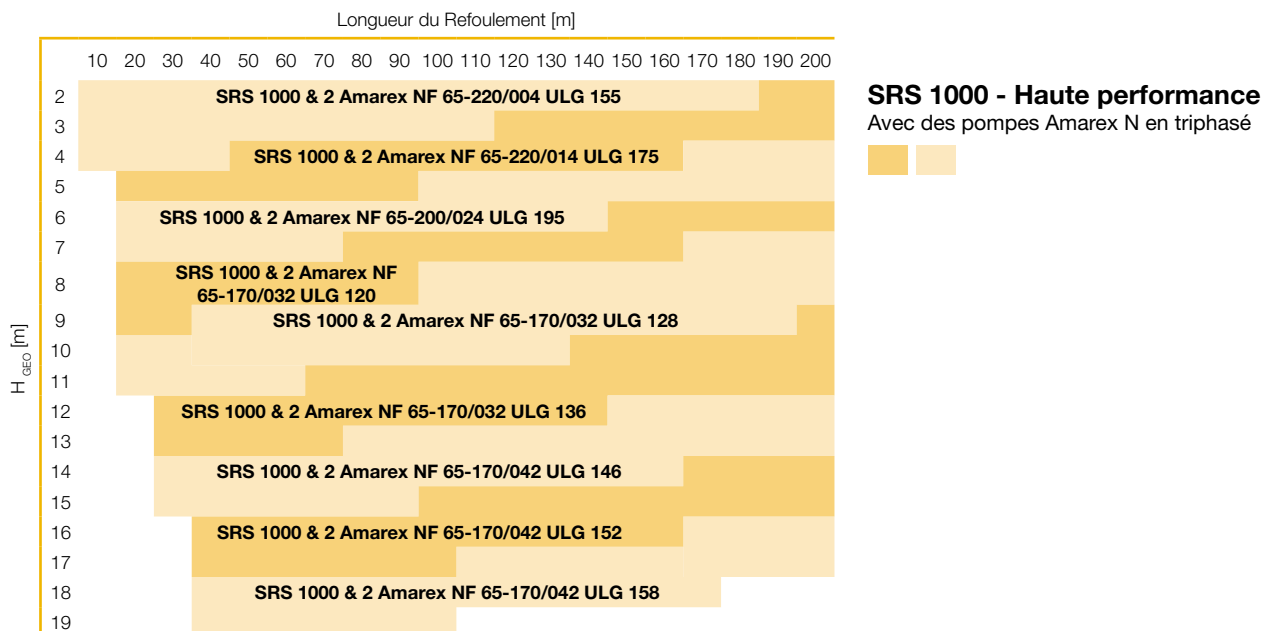 Longueur du Refoulement [m]
10 20 30 40 50 60 70 80 90 100 110 120 130 140 150 160 170 180 190 200
SRS 1000 - Haute performance
Avec des pompes Amarex N en triphasé
2 SRS 1000 & 2 Amarex NF 65-220/004 ULG 155
3
4 SRS 1000 & 2 Amarex NF 65-220/014 ULG 175
5
6 SRS 1000 & 2 Amarex NF 65-200/024 ULG 195
7
8 SRS 1000 & 2 Amarex NF
65-170/032 ULG 120
9 SRS 1000 & 2 Amarex NF 65-170/032 ULG 128
10
11
12 SRS 1000 & 2 Amarex NF 65-170/032 ULG 136
13
14 SRS 1000 & 2 Amarex NF 65-170/042 ULG 146
15
16 SRS 1000 & 2 Amarex NF 65-170/042 ULG 152
17
18 SRS 1000 & 2 Amarex NF 65-170/042 ULG 158
19
H GEO [m]